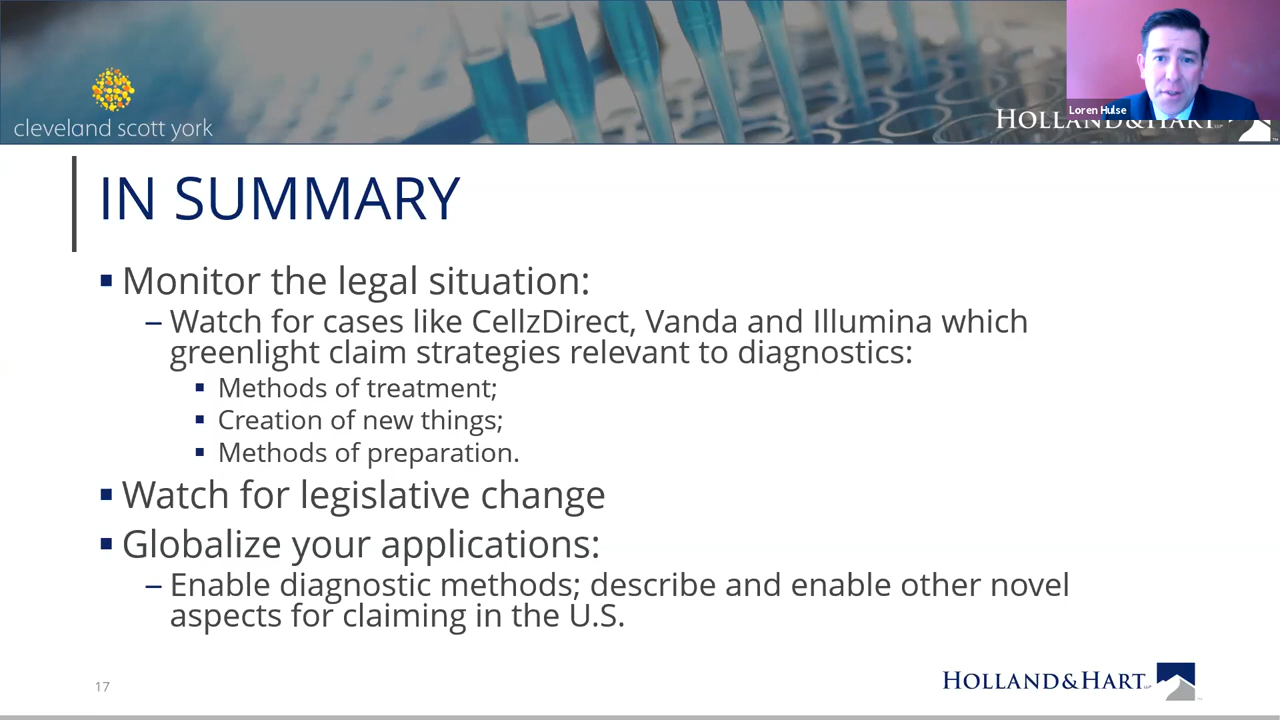 cleveland scott york
HOLLAND&HART
Loren Hulse
IN SUMMARY
Monitor the legal situation:
– Watch for cases like CellzDirect, Vanda and Illumina which
greenlight claim strategies relevant to diagnostics:
Methods of treatment;
Creation of new things;
Methods of preparation.
Watch for legislative change
Globalize your applications:
– Enable diagnostic methods; describe and enable other novel
aspects for claiming in the U.S.
17
HOLLAND&HART